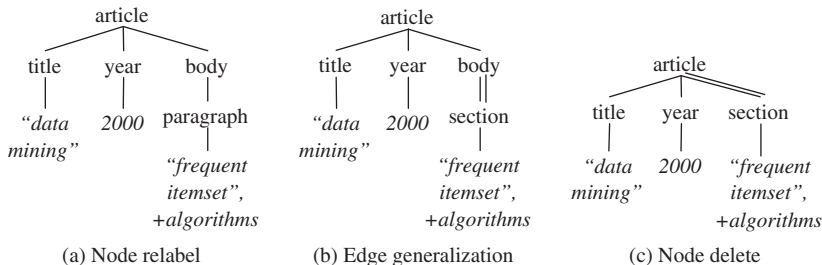 article
title year body
"data mining" 2000 paragraph
"frequent itemset", +algorithms
(a) Node relabel
article
title year body
"data mining" 2000 section
"frequent itemset", +algorithms
(b) Edge generalization
article
title year section
"data mining" 2000 "frequent itemset", +algorithms
(c) Node delete